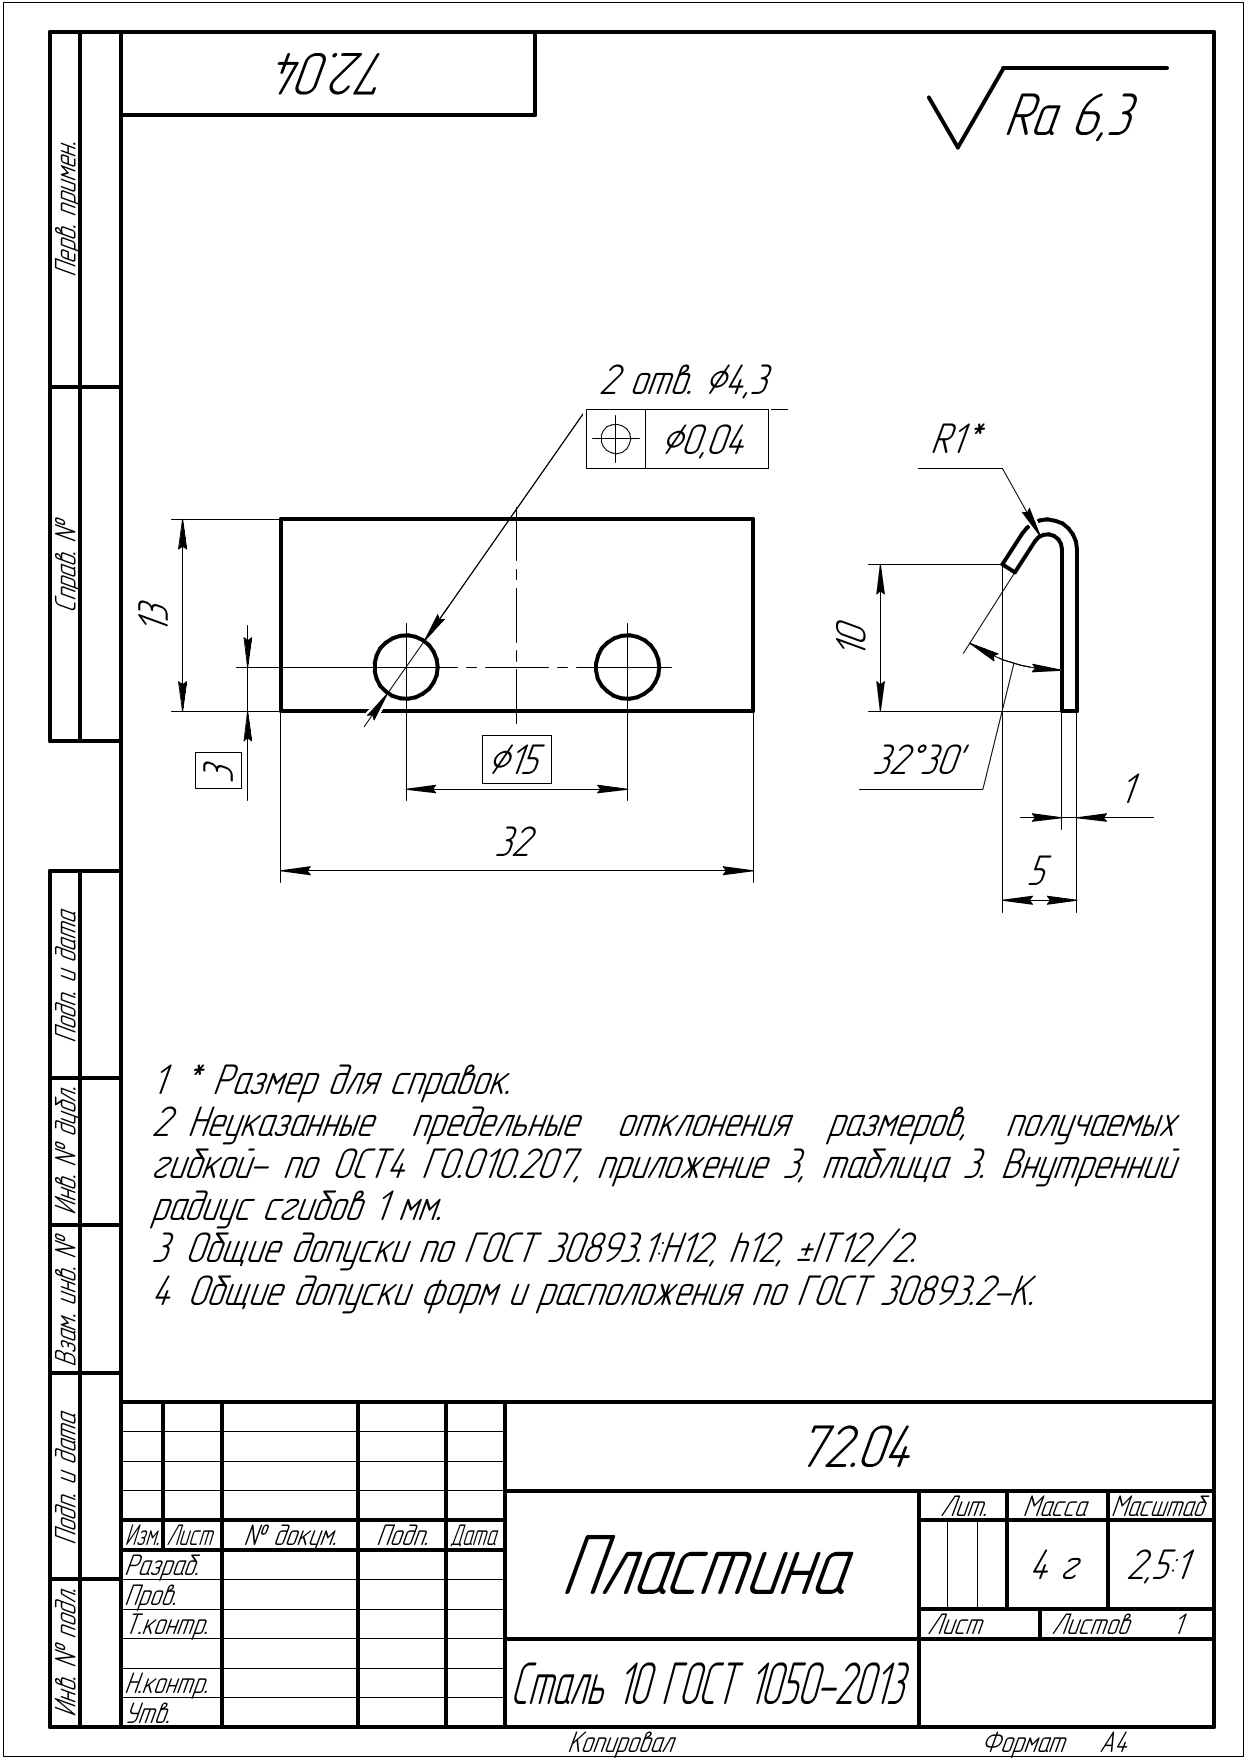 72.04
Ra 6,3
Перв. примен.
Справ. №
Подп. и дата
Инв. № дубл.
Взам. инв. №
Подп. и дата
Инв. № подл.
2 отв. ⌀4,3
⌀0,04
R1*
13
3
⌀15
32
10
32°30'
1
5
1 * Размер для справок.
2 Неуказанные предельные отклонения размеров, получаемых
гибкой- по ОСТ4 ГО.010.207, приложение 3, таблица 3. Внутренний
радиус сгибов 1 мм.
3 Общие допуски по ГОСТ 30893.1:H12, h12, ±IT12/2.
4 Общие допуски форм и расположения по ГОСТ 30893.2-К.
72.04
Изм. Лист № докум. Подп. Дата
Разраб.
Пров.
Т.контр.
Н.контр.
Утв.
Пластина
Лит. Масса Масштаб
4 г 2,5:1
Лист Листов 1
Сталь 10 ГОСТ 1050-2013
Копировал Формат А4